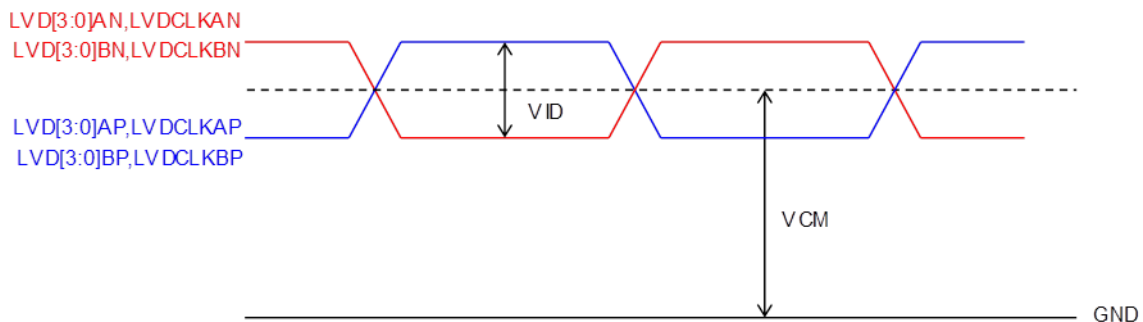 LVD[3:0]AN,LVDCLKAN
LVD[3:0]BN,LVDCLKBN
VID
LVD[3:0]AP,LVDCLKAP
LVD[3:0]BP,LVDCLKBP
VCM
GND